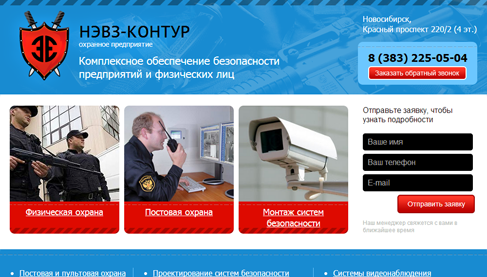 НЭВЗ-КОНТУР
охранное предприятие
Комплексное обеспечение безопасности
предприятий и физических лиц
Новосибирск,
Красный проспект 220/2 (4 эт.)
8 (383) 225-05-04
Заказать обратный звонок
Физическая охрана
Постовая охрана
Монтаж систем
безопасности
Отправьте заявку, чтобы
узнать подробности
Ваше имя
Ваш телефон
E-mail
Отправить заявку
Наш менеджер свяжется с вами в
ближайшее время
Постовая и пультовая охрана
Проектирование систем безопасности
Системы видеонаблюдения